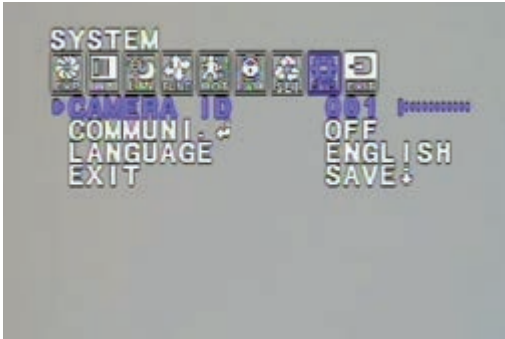 SYSTEM
CAMERA ID 001
COMMUNI. OFF
LANGUAGE ENGLISH
EXIT SAVE